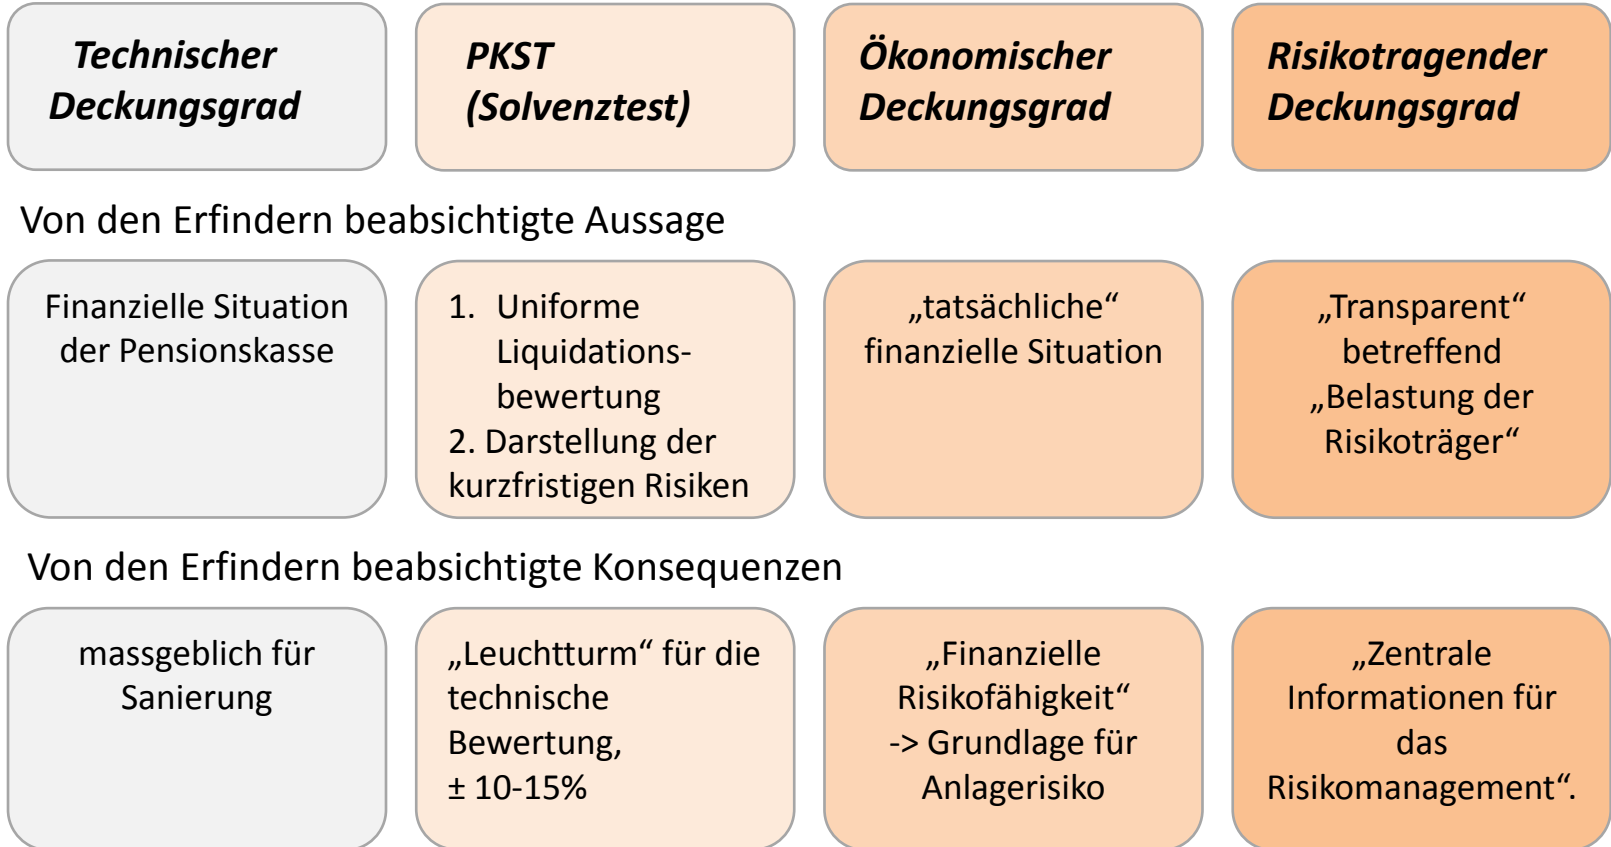 Technischer
Deckungsgrad
PKST
(Solvenztest)
Ökonomischer
Deckungsgrad
Risikotragender
Deckungsgrad
Von den Erfindern beabsichtigte Aussage
Finanzielle Situation
der Pensionskasse
1. Uniforme
Liquidations-
bewertung
2. Darstellung der
kurzfristigen Risiken
„tatsächliche“
finanzielle Situation
„Transparent“
betreffend
„Belastung der
Risikoträger“
Von den Erfindern beabsichtigte Konsequenzen
massgeblich für
Sanierung
„Leuchtturm“ für die
technische
Bewertung,
± 10-15%
„Finanzielle
Risikofähigkeit“
-> Grundlage für
Anlagerisiko
„Zentrale
Informationen für
das
Risikomanagement“.